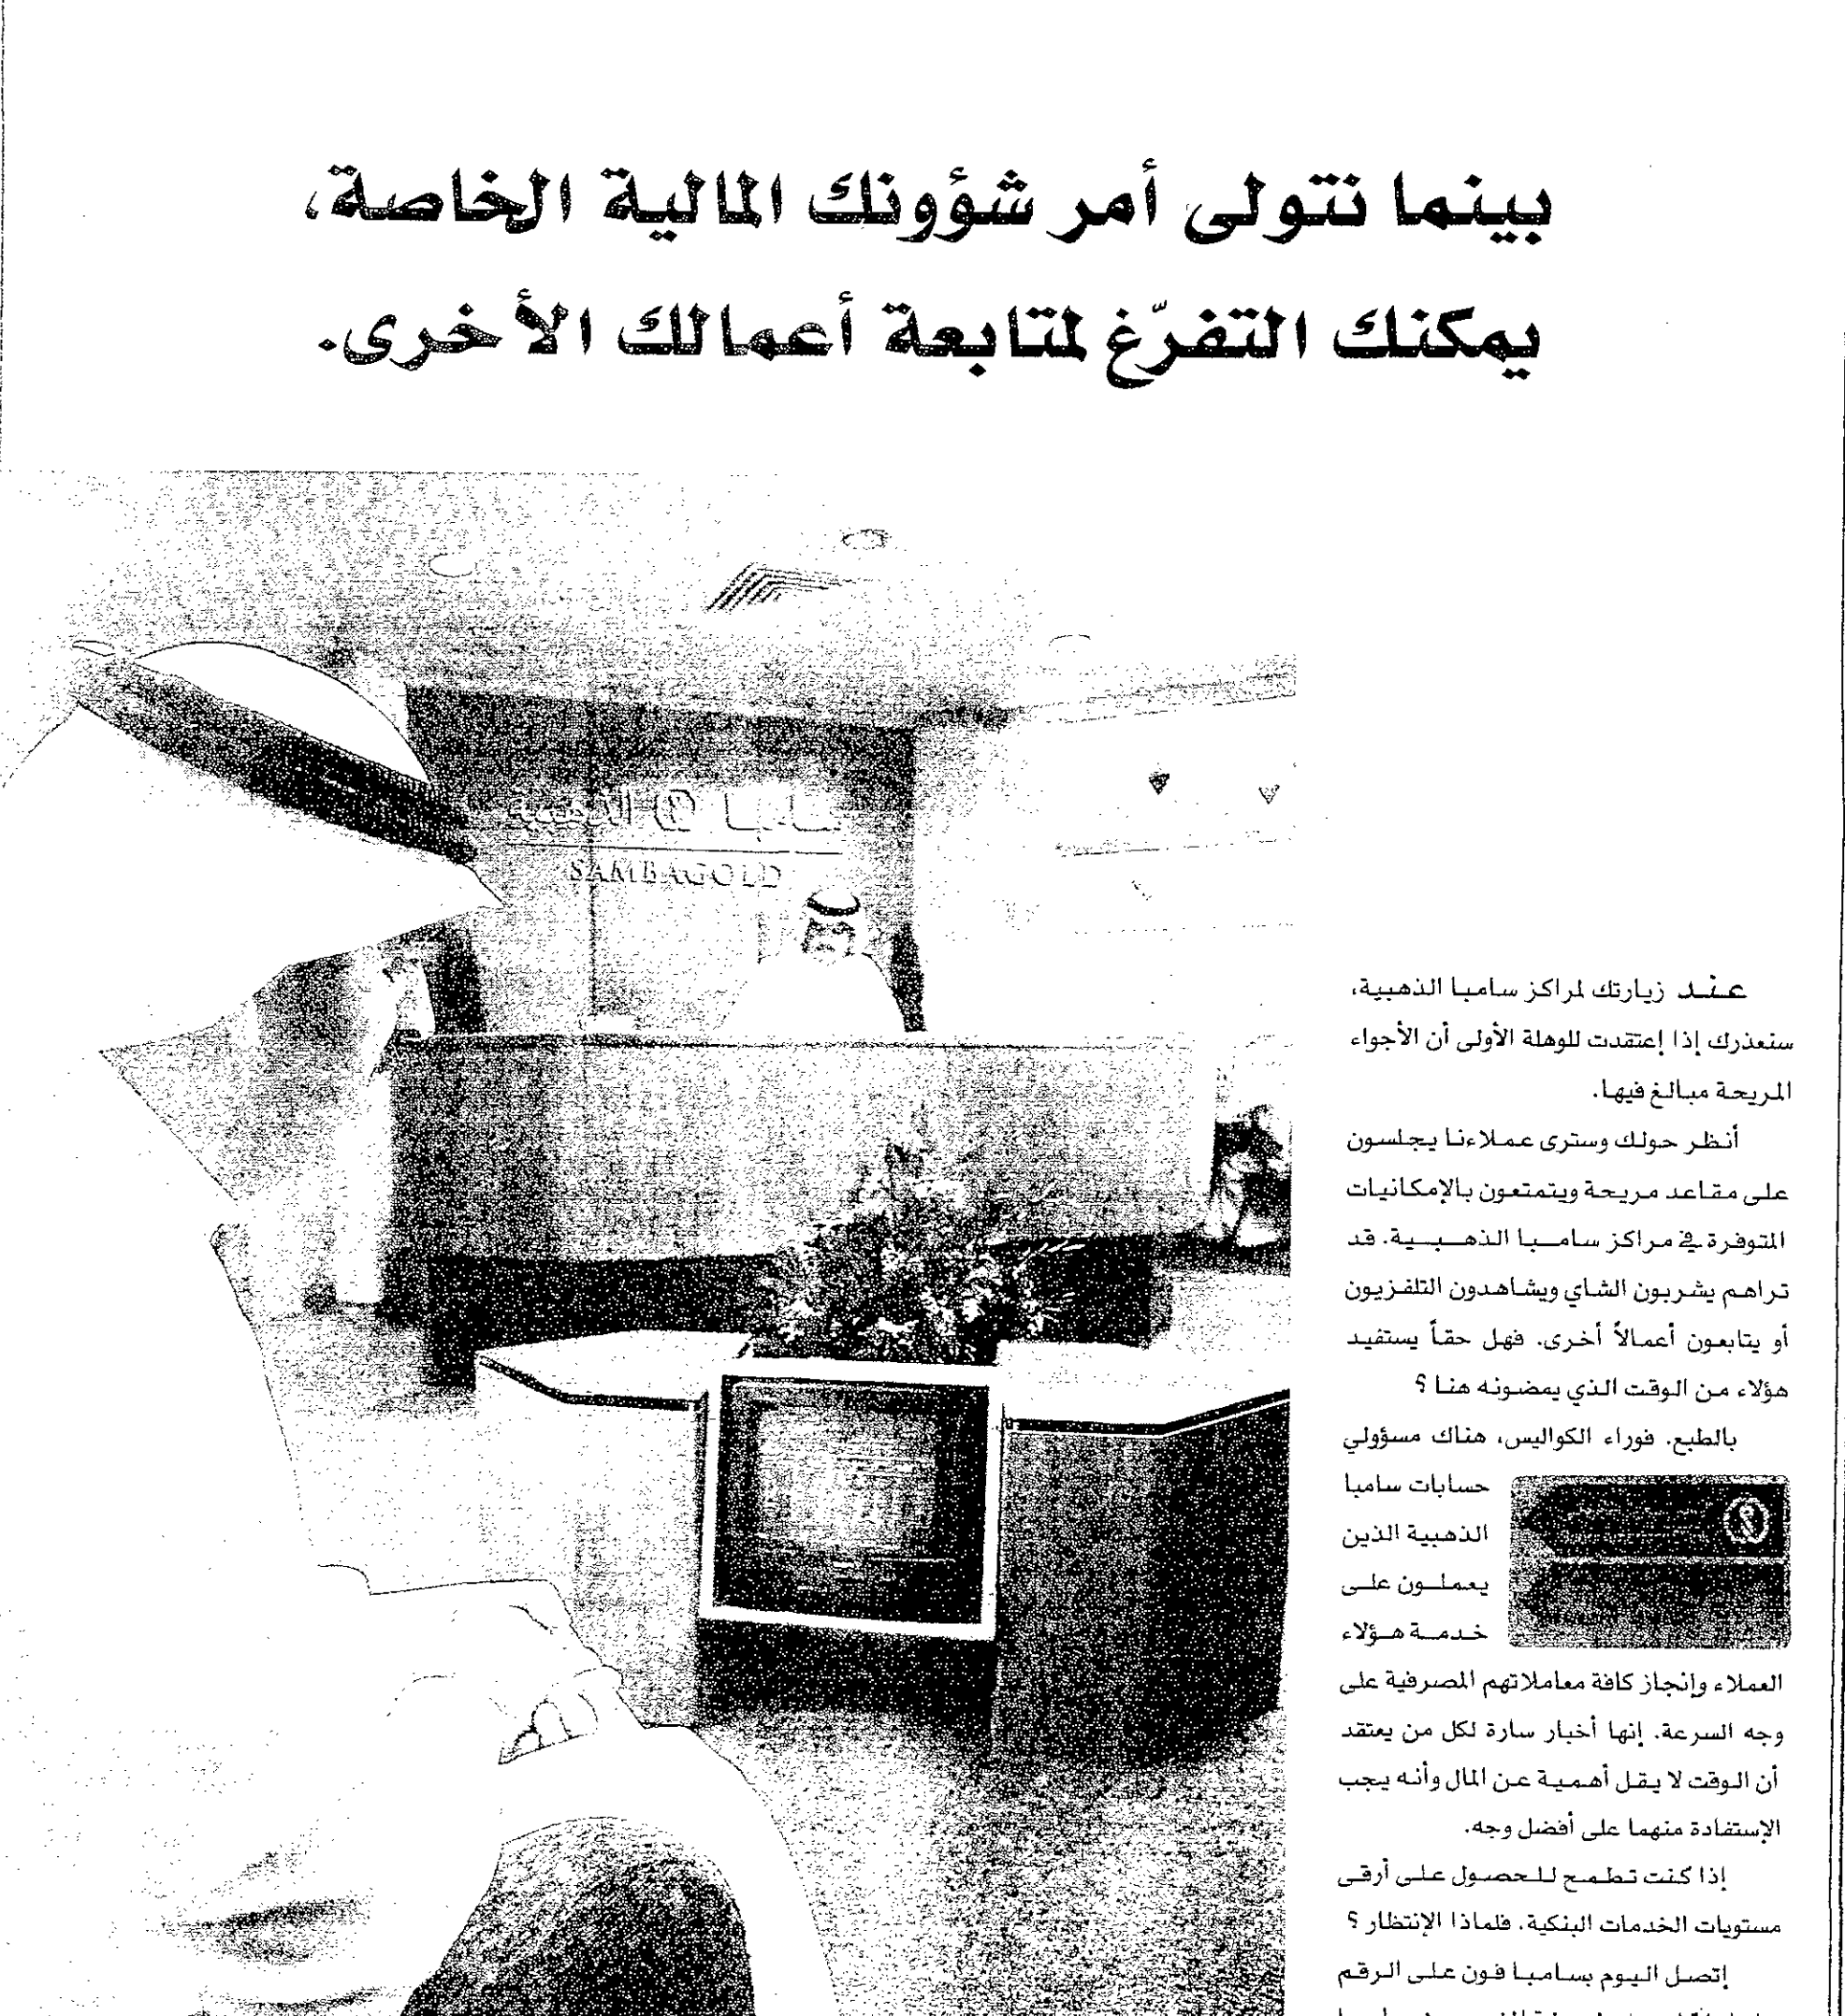 بينما نتولى أمر شؤونك المالية الخاصة،
يمكنك التفرّغ لمتابعة أعمالك الأخرى.
سامبا الذهبية
SAMBAGOLD
عند زيارتك لمراكز سامبا الذهبية،
سنعذرك إذا إعتقدت للوهلة الأولى أن الأجواء
المريحة مبالغ فيها.
أنظر حولك وسترى عملاءنا يجلسون
على مقاعد مريحة ويتمتعون بالإمكانيات
المتوفرة في مراكز سامبا الذهبية. قد
تراهم يشربون الشاي ويشاهدون التلفزيون
أو يتابعون أعمالاً أخرى. فهل حقاً يستفيد
هؤلاء من الوقت الذي يمضونه هنا ؟
بالطبع. فوراء الكواليس، هناك مسؤولي
حسابات سامبا
الذهبية الذين
يعملون على
خدمة هؤلاء
العملاء وإنجاز كافة معاملاتهم المصرفية على
وجه السرعة. إنها أخبار سارة لكل من يعتقد
أن الوقت لا يقل أهمية عن المال وأنه يجب
الإستفادة منهما على أفضل وجه.
إذا كنت تطمح للحصول على أرقى
مستويات الخدمات البنكية. فلماذا الإنتظار ؟
إتصل اليوم بسامبا فون على الرقم